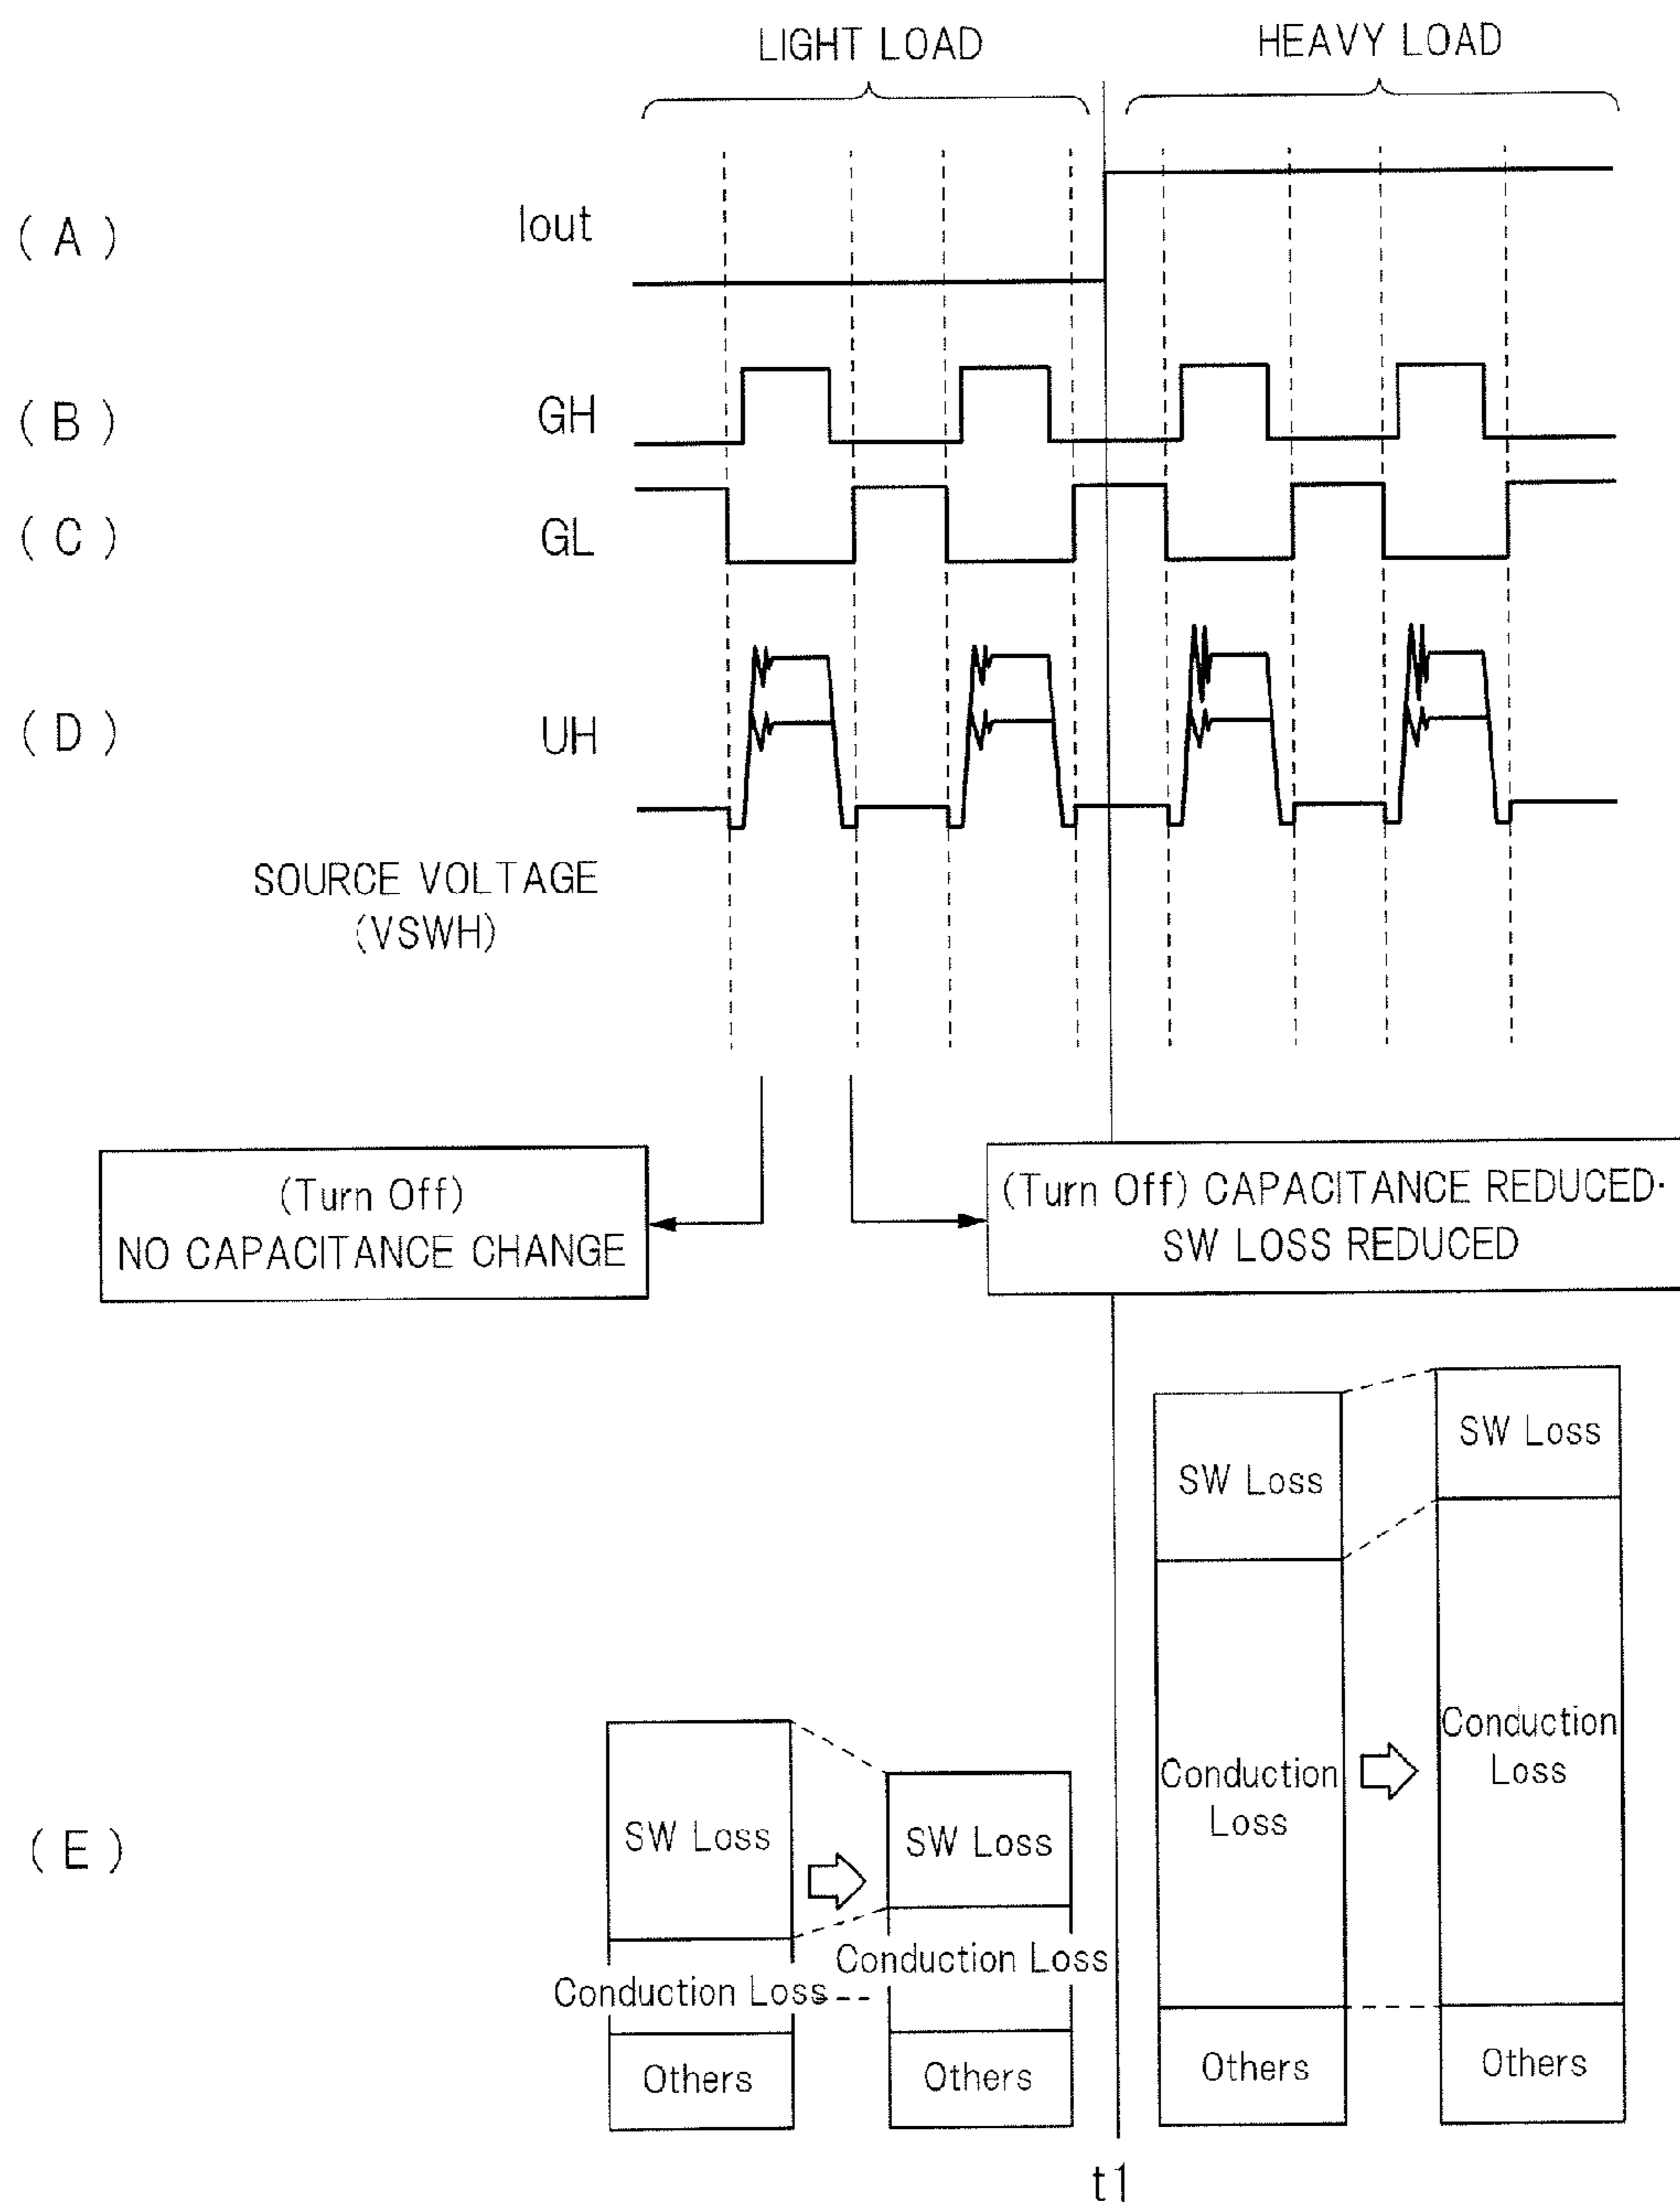 LIGHT LOAD
HEAVY LOAD
( A )
Iout
( B )
GH
( C )
GL
( D )
UH
SOURCE VOLTAGE
(VSWH)
(Turn Off)
NO CAPACITANCE CHANGE
(Turn Off) CAPACITANCE REDUCED·
SW LOSS REDUCED
( E )
SW Loss
Conduction Loss
Others
SW Loss
Conduction Loss
Others
SW Loss
Conduction
Loss
Others
SW Loss
Conduction
Loss
Others
t1